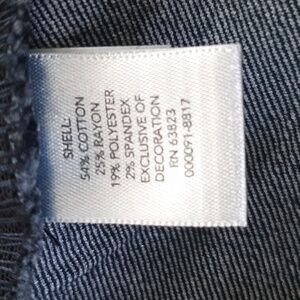 SHELL:
54% COTTON
25% RAYON
19% POLYESTER
2% SPANDEX
EXCLUSIVE OF
DECORATION
RN 63823
000091-8817